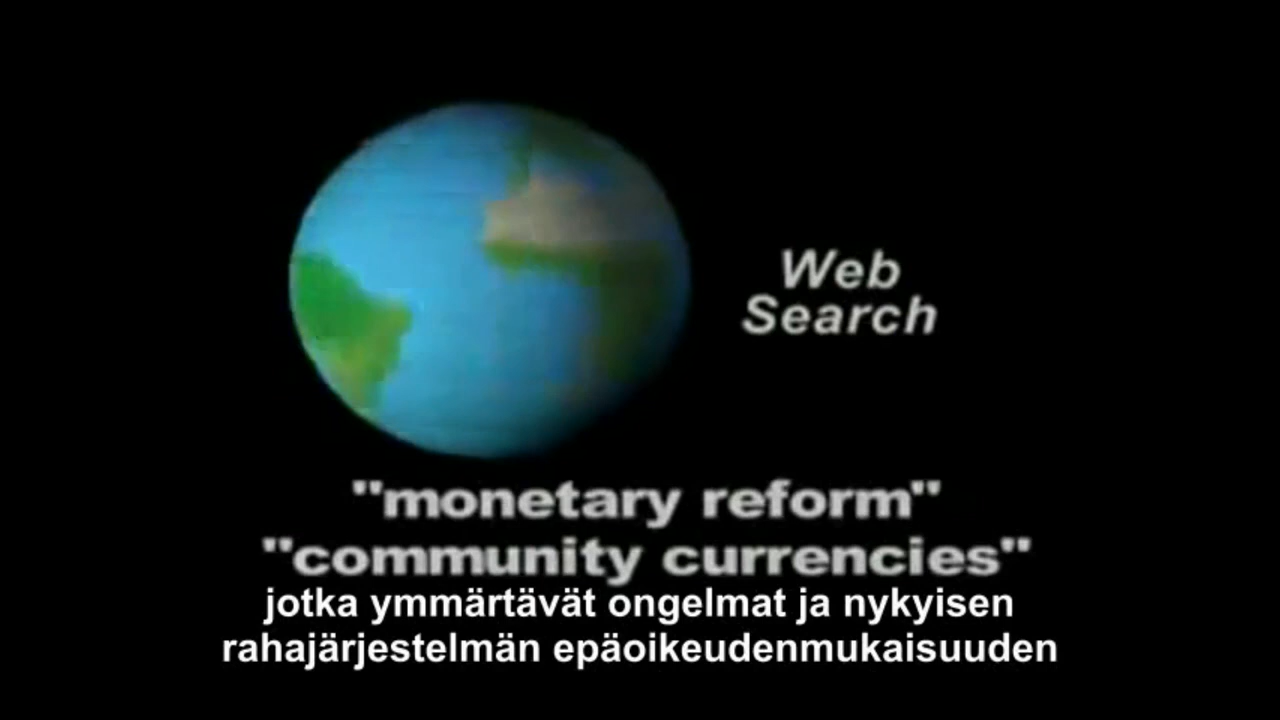 Web
Search
"monetary reform"
"community currencies"
jotka ymmärtävät ongelmat ja nykyisen
rahajärjestelmän epäoikeudenmukaisuuden